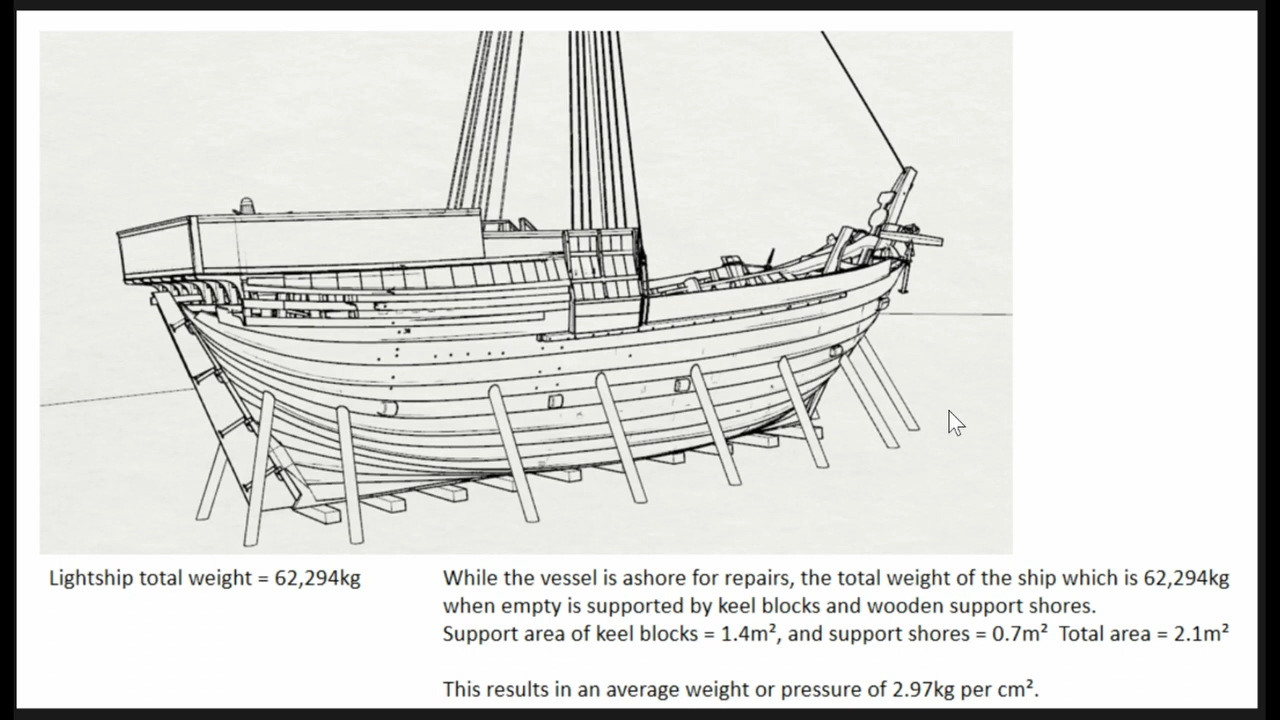 Lightship total weight = 62,294kg
While the vessel is ashore for repairs, the total weight of the ship which is 62,294kg
when empty is supported by keel blocks and wooden support shores.
Support area of keel blocks = 1.4m², and support shores = 0.7m²  Total area = 2.1m²
This results in an average weight or pressure of 2.97kg per cm².